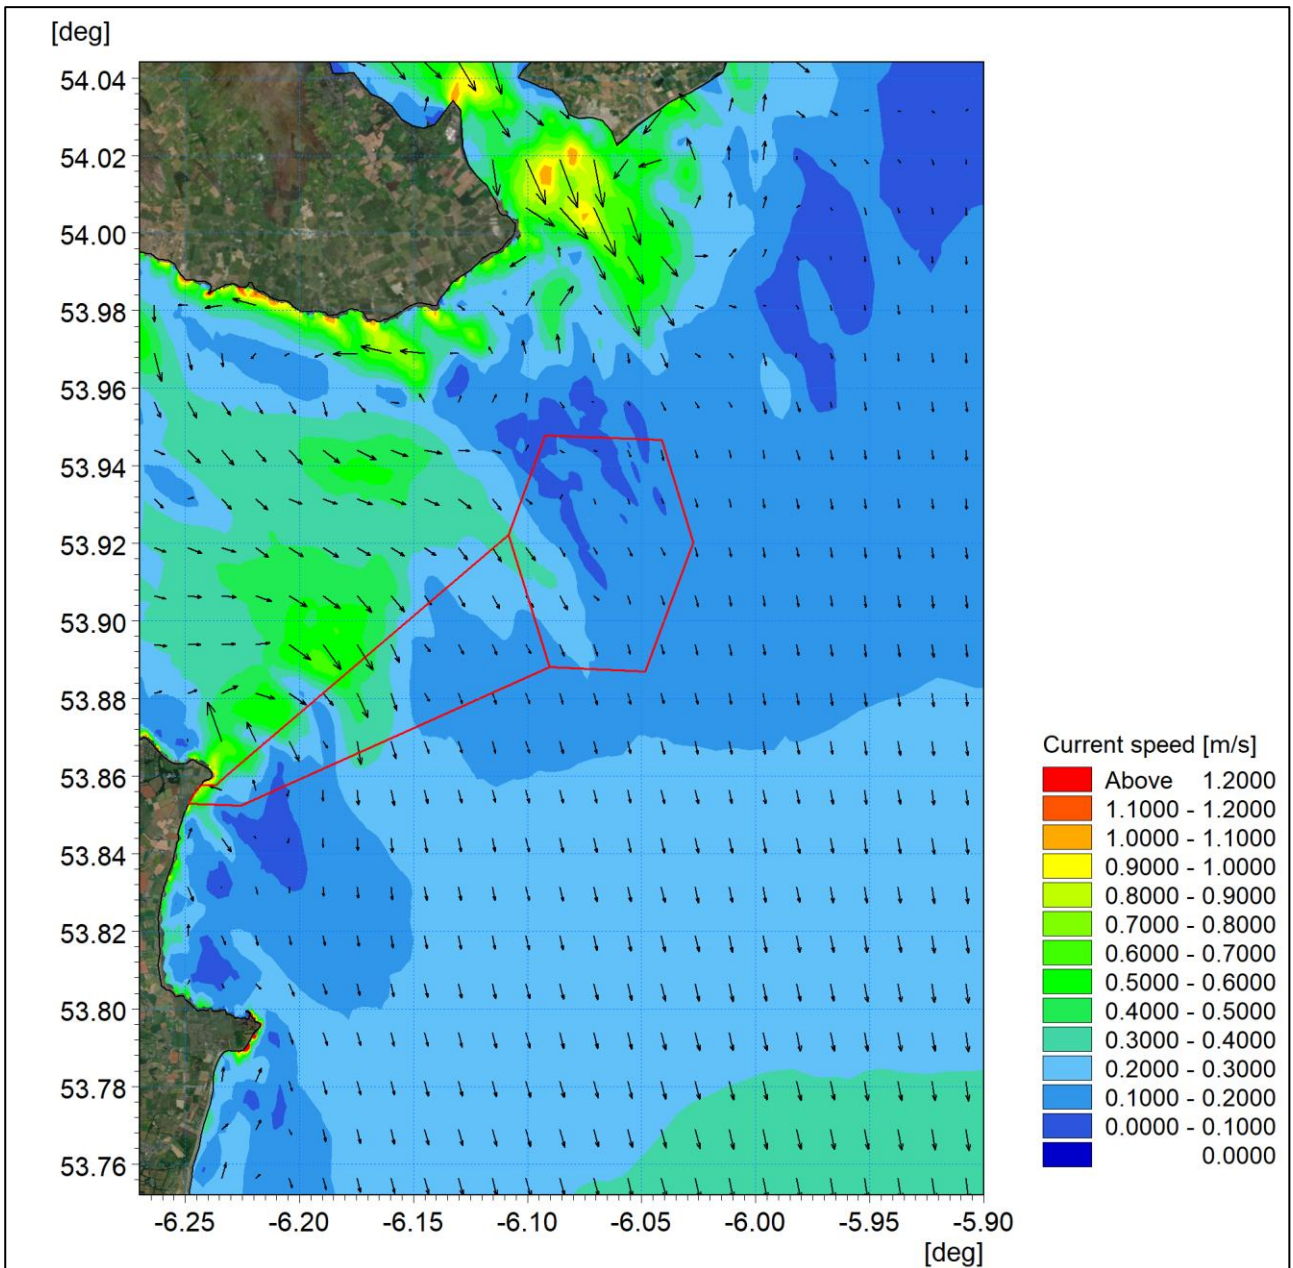 [deg]
54.04
54.02
54.00
53.98
53.96
53.94
53.92
53.90
53.88
53.86
53.84
53.82
53.80
53.78
53.76
-6.25 -6.20 -6.15 -6.10 -6.05 -6.00 -5.95 -5.90
[deg]
Current speed [m/s]
Above 1.2000
1.1000 - 1.2000
1.0000 - 1.1000
0.9000 - 1.0000
0.8000 - 0.9000
0.7000 - 0.8000
0.6000 - 0.7000
0.5000 - 0.6000
0.4000 - 0.5000
0.3000 - 0.4000
0.2000 - 0.3000
0.1000 - 0.2000
0.0000 - 0.1000
0.0000